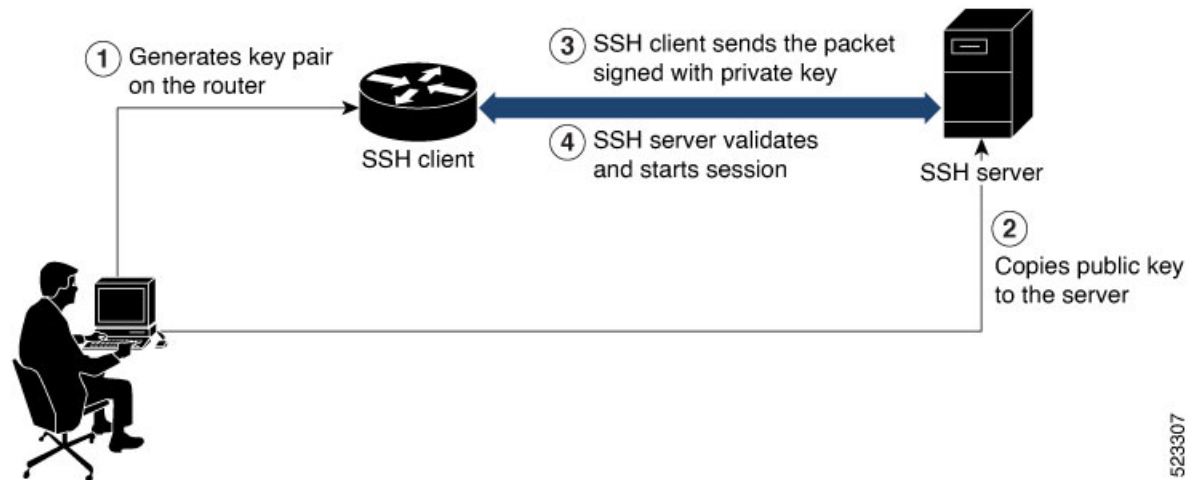 1 Generates key pair
on the router
SSH client
3 SSH client sends the packet
signed with private key
4 SSH server validates
and starts session
SSH server
2
Copies public key
to the server
523307